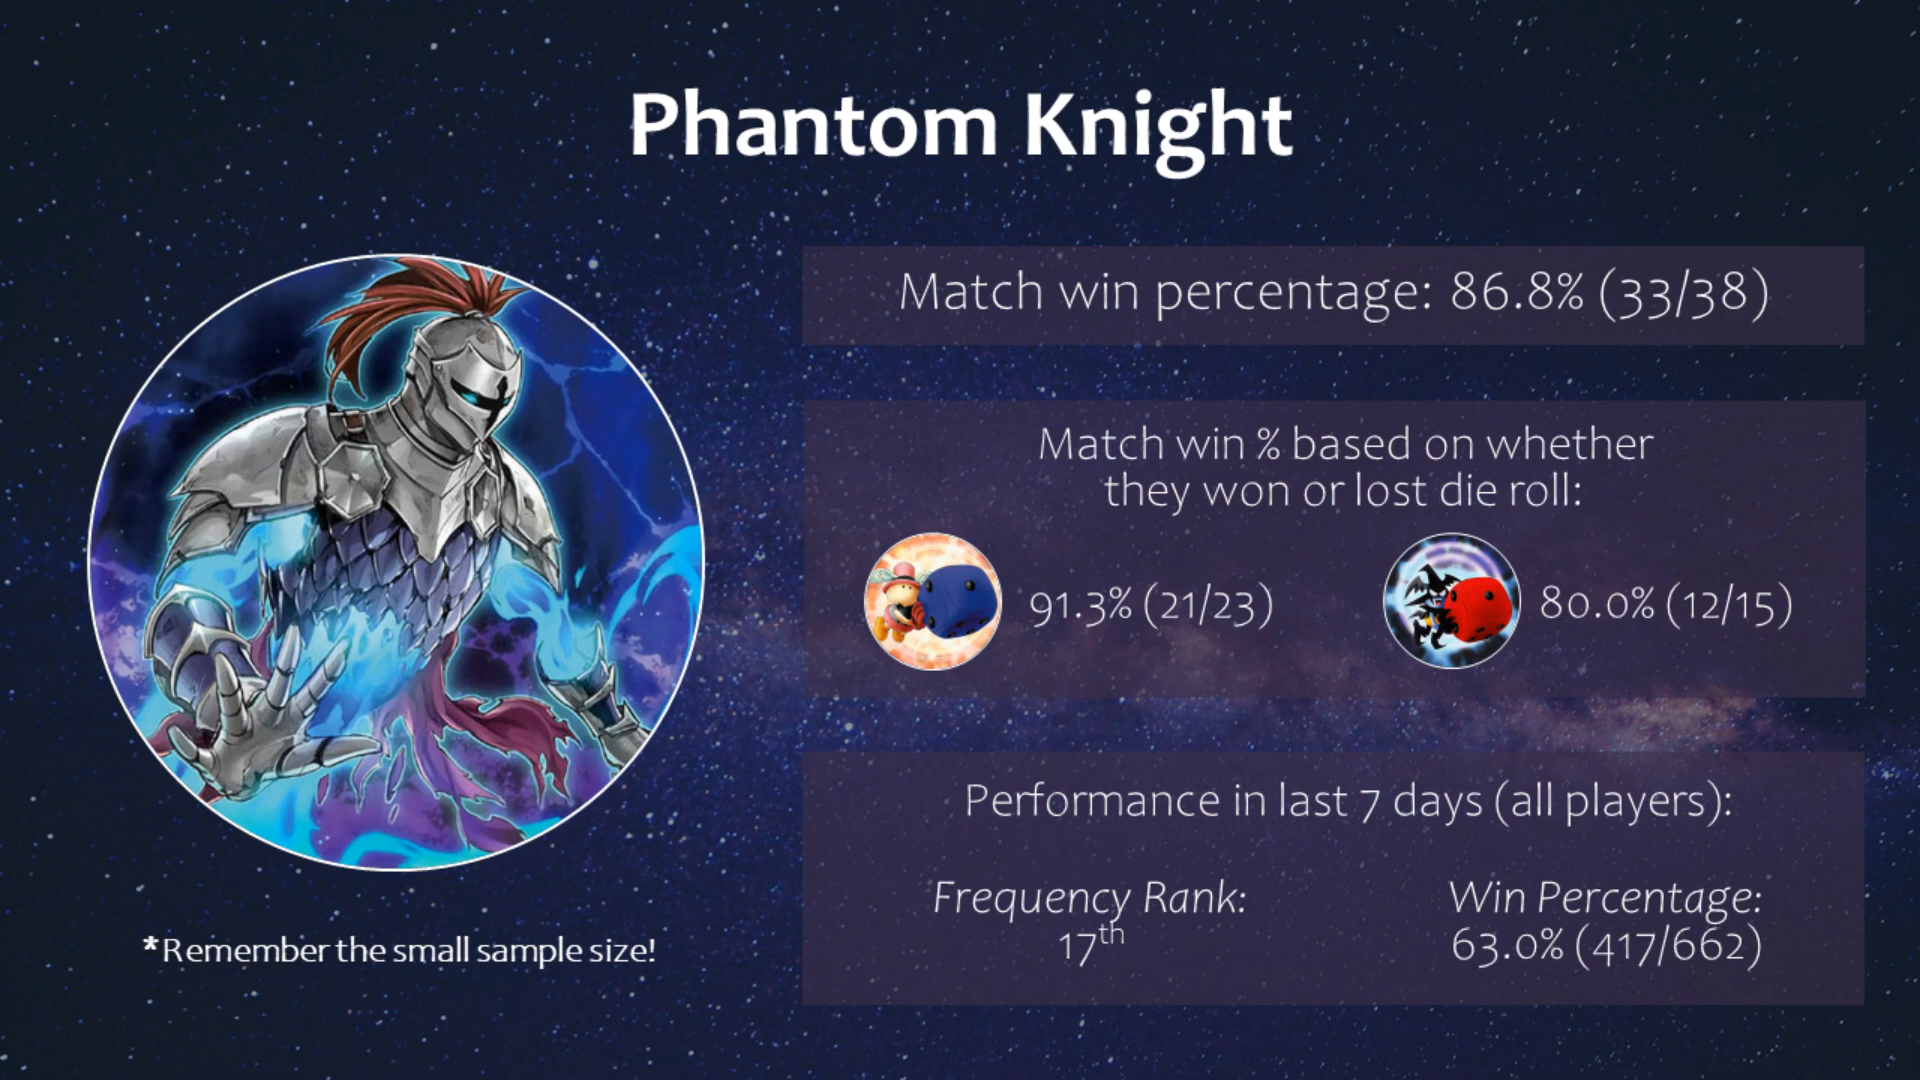 Phantom Knight
Match win percentage: 86.8% (33/38)
Match win % based on whether
they won or lost die roll:
91.3% (21/23)
80.0% (12/15)
Performance in last 7 days (all players):
Frequency Rank:
17th
Win Percentage:
63.0% (417/662)
*Remember the small sample size!